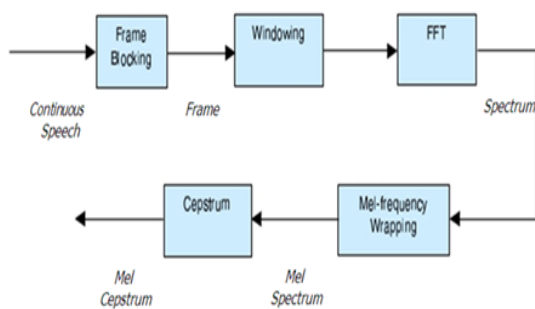 Frame
Blocking
Windowing
FFT
Continuous
Speech
Frame
Spectrum
Cepstrum
Mel-frequency
Wrapping
Mel
Cepstrum
Mel
Spectrum